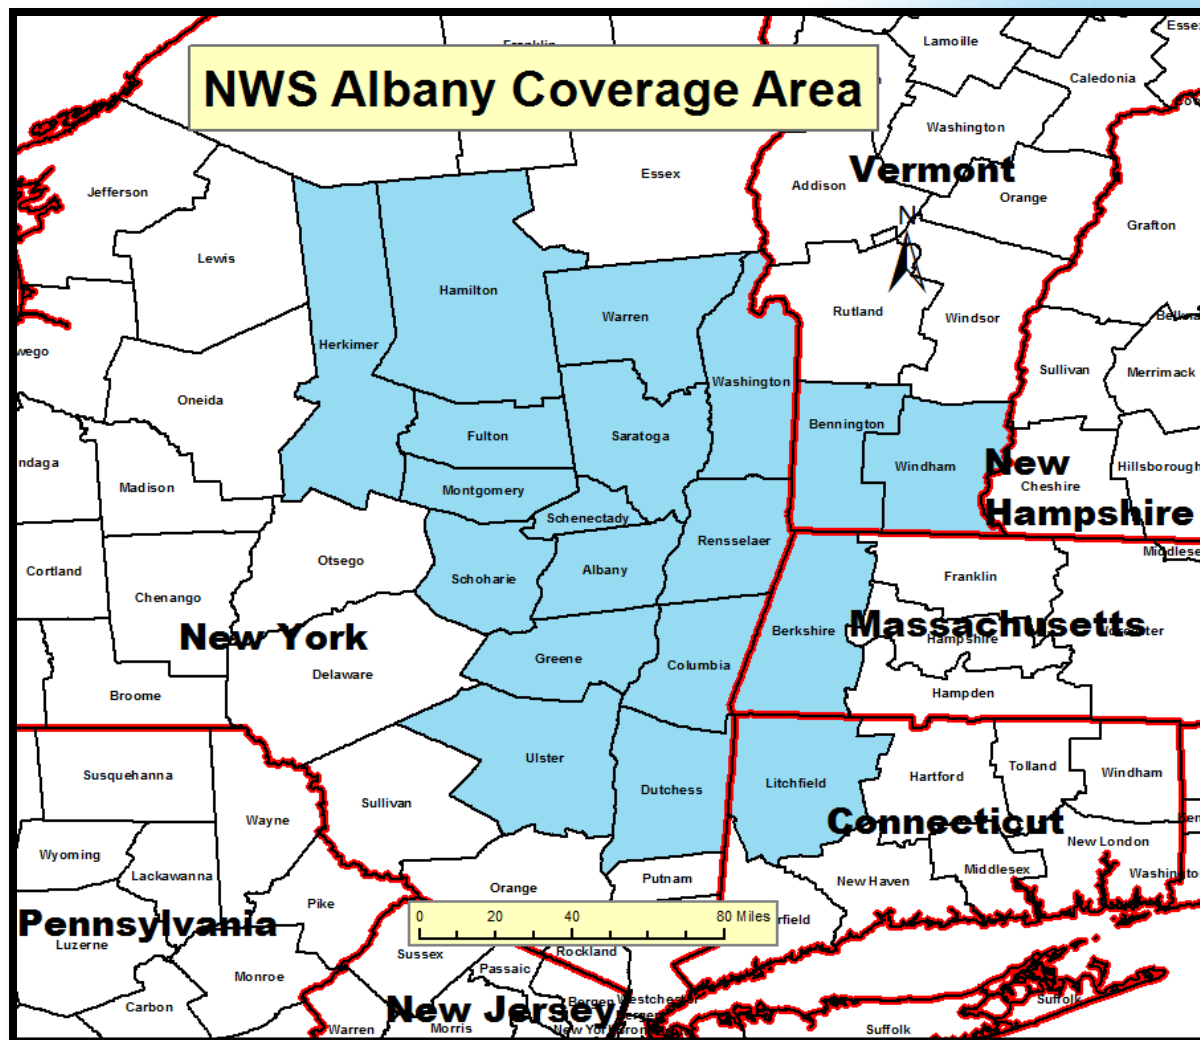 Essex
Lamoille
Franklin
Caledonia
NWS Albany Coverage Area
Washington
Vermont
Essex
Addison
Jefferson
Orange
N
Grafton
Lewis
Hamilton
Rutland
Warren
Windsor
Herkimer
wego
Sullivan
Merrimack
Washington
Oneida
Bennington
Fulton
Saratoga
ndaga
New
Windham
Hillsborough
Madison
Montgomery
Cheshire
Hampshire
Schenectady
Rensselaer
Otsego
Cortland
Albany
Schoharie
Franklin
Chenango
New York
Berkshire
Massachusetts
Hampshire
Greene
Columbia
Delaware
Broome
Hampden
Ulster
Susquehanna
Litchfield
Hartford
Tolland
Windham
Dutchess
Sullivan
Wayne
Connecticut
New London
Wyoming
Lackawanna
Middlesex
Putnam
New Haven
Orange
Pike
Pennsylvania
0 20 40 80 Miles
rfield
Luzerne
Sussex
Rockland
Passaic
Monroe
Carbon
New Jersey
Bergen
Westchester
Suffolk
Warren
Morris
Suffolk